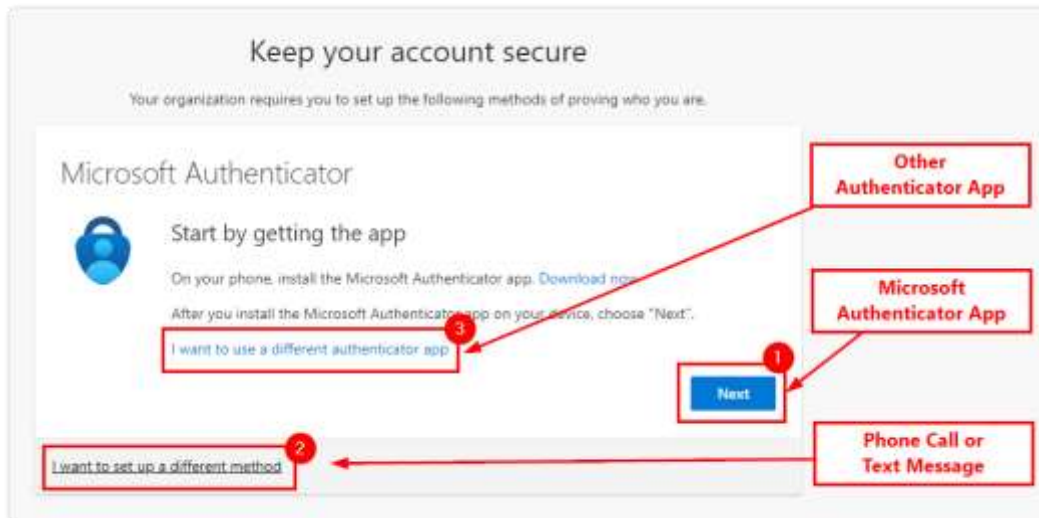 Keep your account secure
Your organization requires you to set up the following methods of proving who you are.
Microsoft Authenticator
Other
Authenticator App
Start by getting the app
On your phone, install the Microsoft Authenticator app. Download now
Microsoft
Authenticator App
After you install the Microsoft Authenticator app on your device, choose "Next".
3
I want to use a different authenticator app
1
Next
2
I want to set up a different method
Phone Call or
Text Message